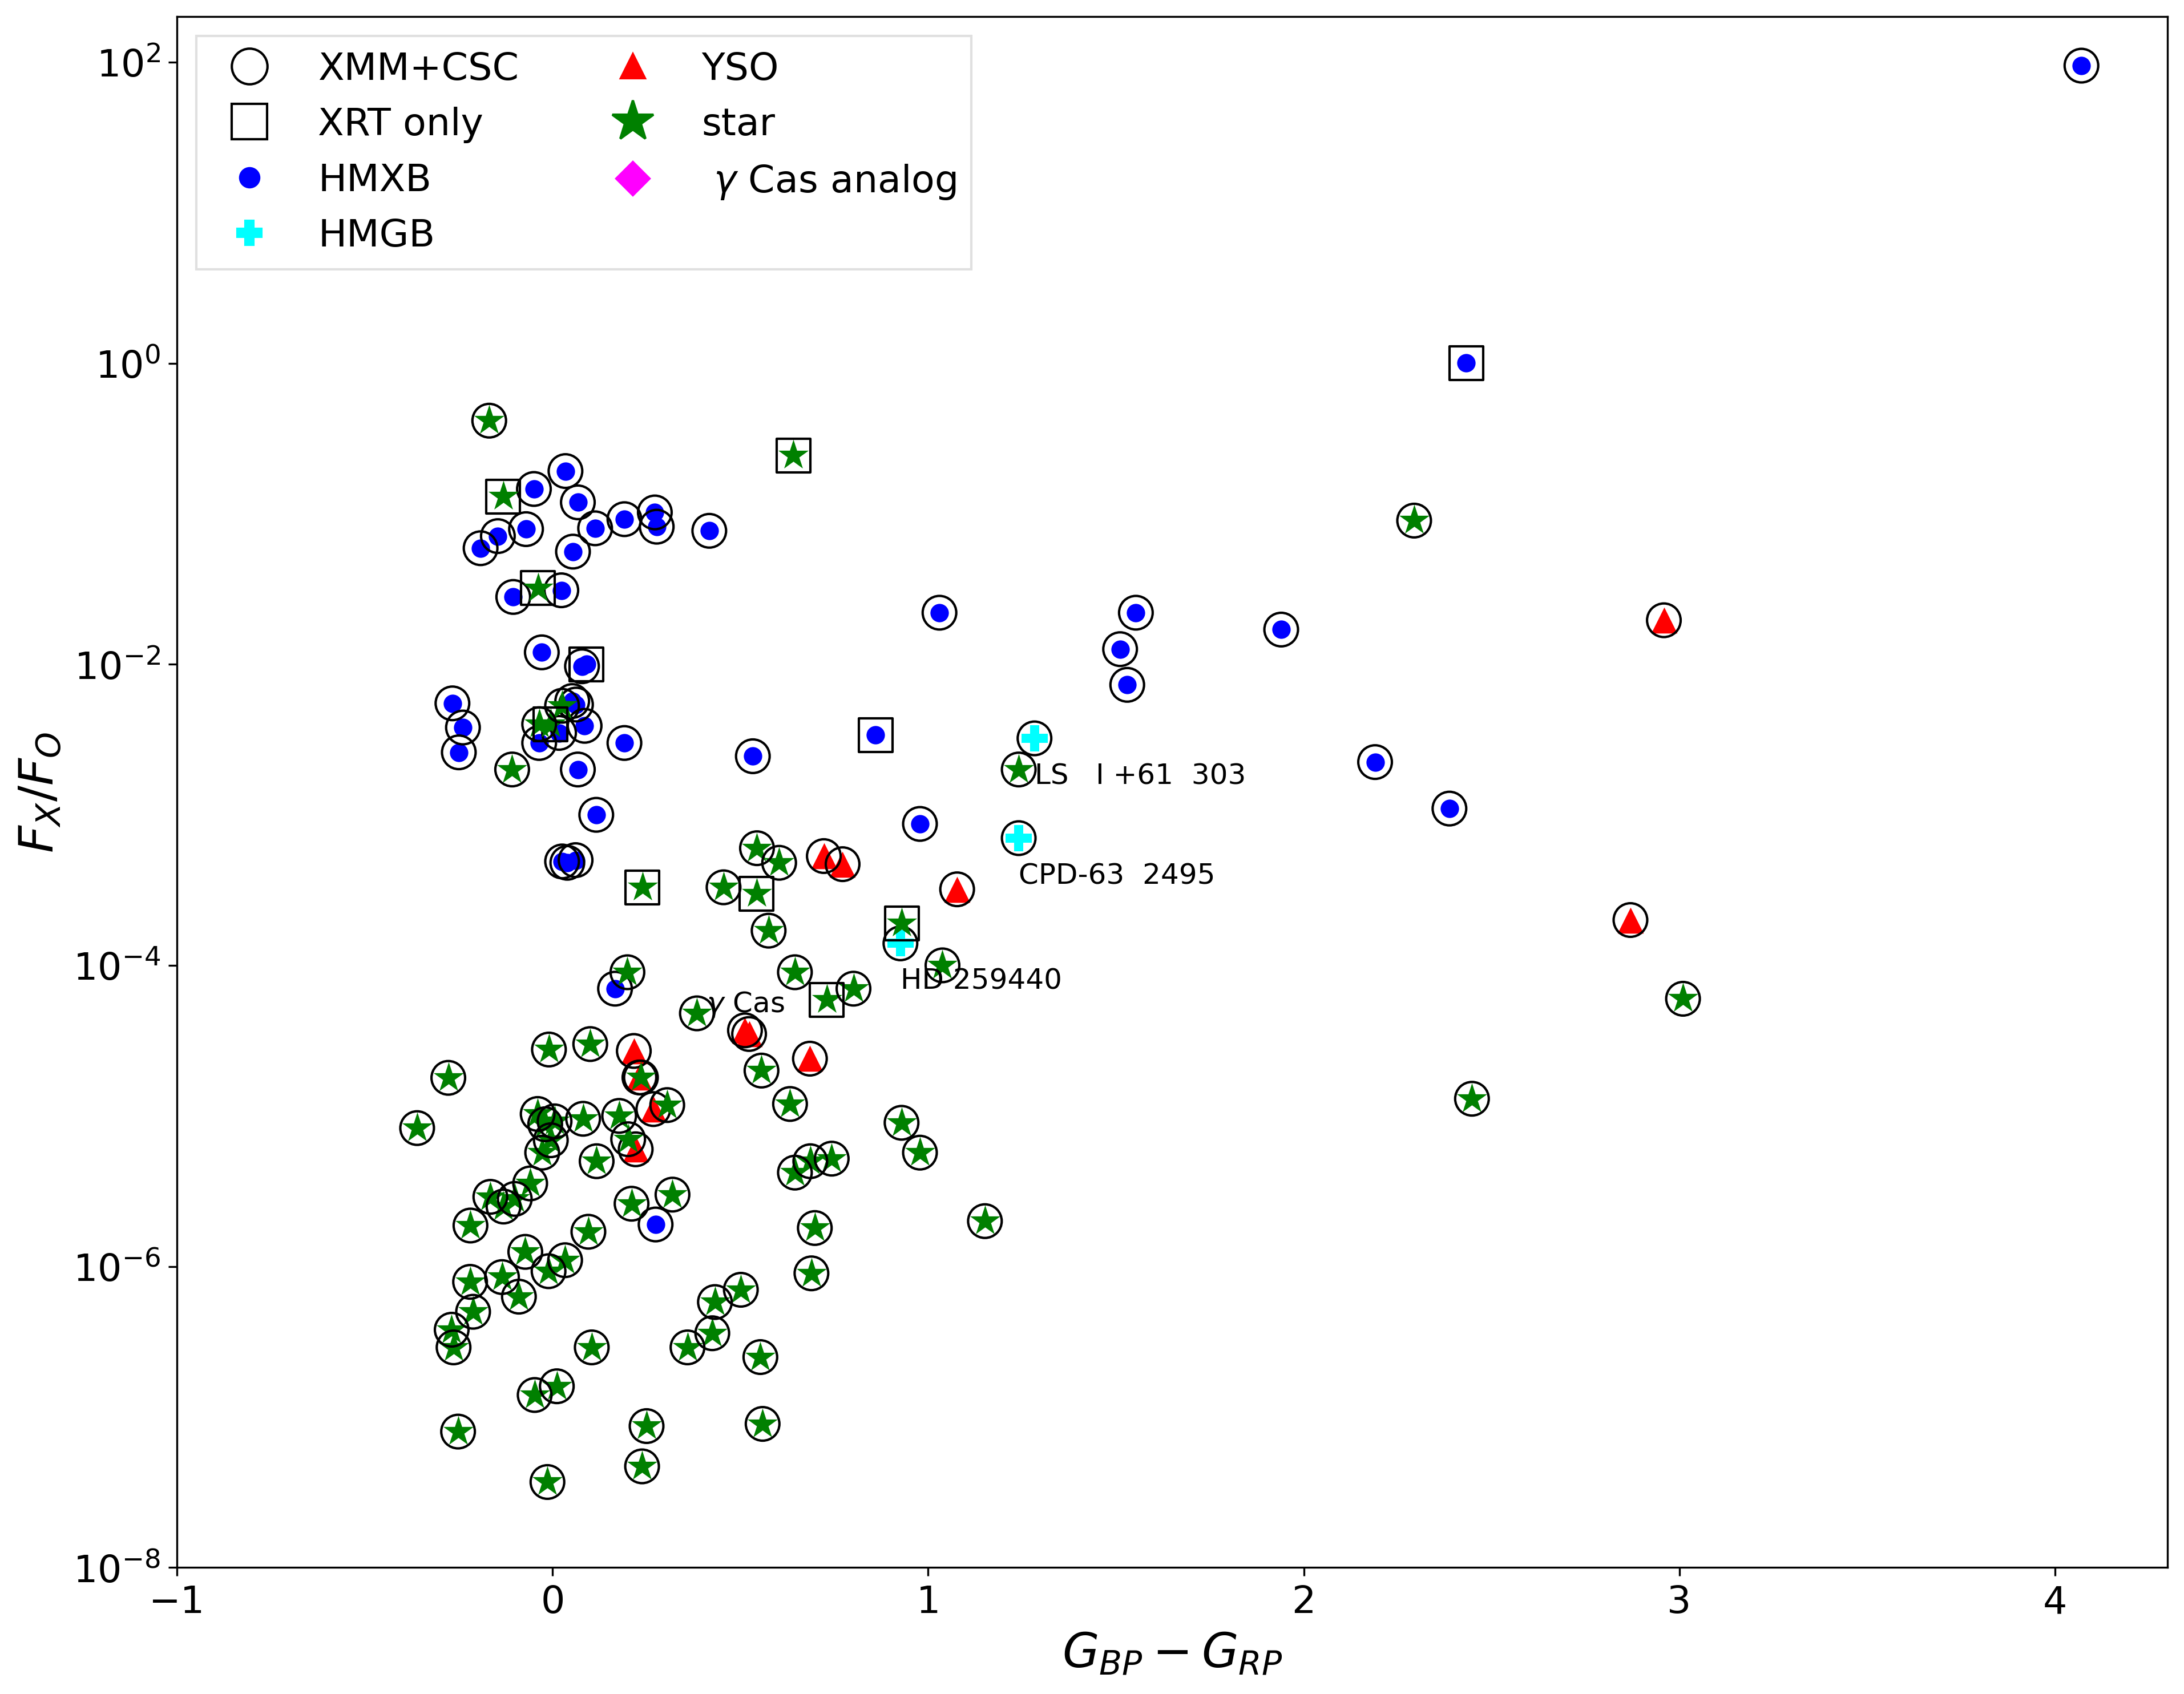 XMM+CSC
XRT only
HMXB
HMGB
YSO
star
γ Cas analog
10²
10⁰
10⁻²
10⁻⁴
10⁻⁶
10⁻⁸
F_X/F_O
LS I +61 303
CPD-63 2495
HD 259440
γ Cas
−1 0 1 2 3 4
G_BP − G_RP